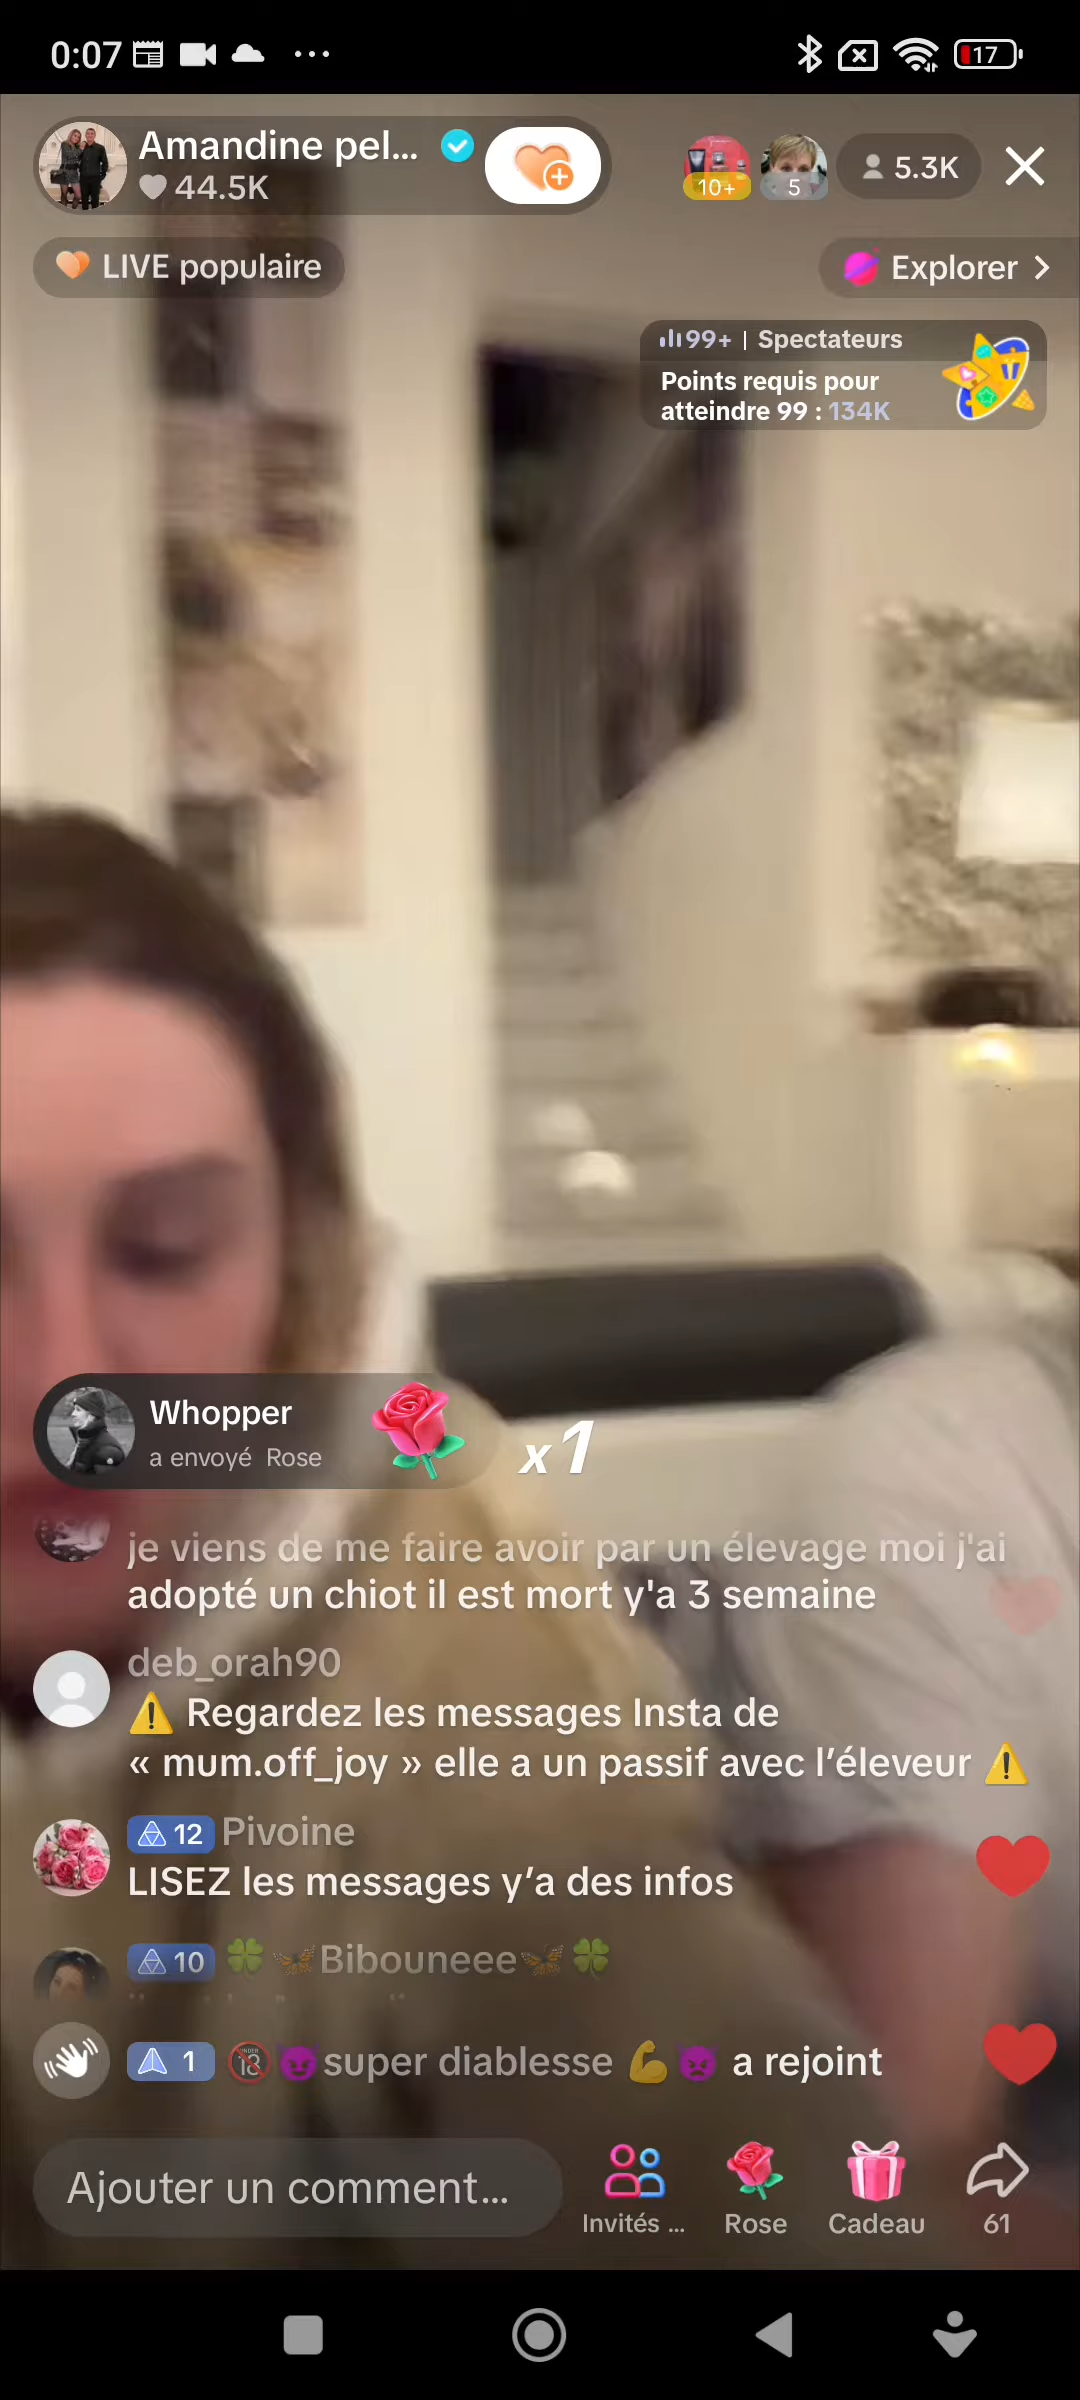 0:07
17
Amandine pel...
44.5K
10+
5
5.3K
LIVE populaire
Explorer
99+ | Spectateurs
Points requis pour
atteindre 99 : 134K
Whopper
a envoyé Rose
x1
je viens de me faire avoir par un élevage moi j'ai
adopté un chiot il est mort y'a 3 semaine
deb_orah90
⚠️ Regardez les messages Insta de
« mum.off_joy » elle a un passif avec l’éleveur ⚠️
12 Pivoine
LISEZ les messages y’a des infos
10 🍀🦋Bibouneee🦋🍀
1 🔞😈super diablesse 💪👿 a rejoint
Ajouter un comment...
Invités ...
Rose
Cadeau
61